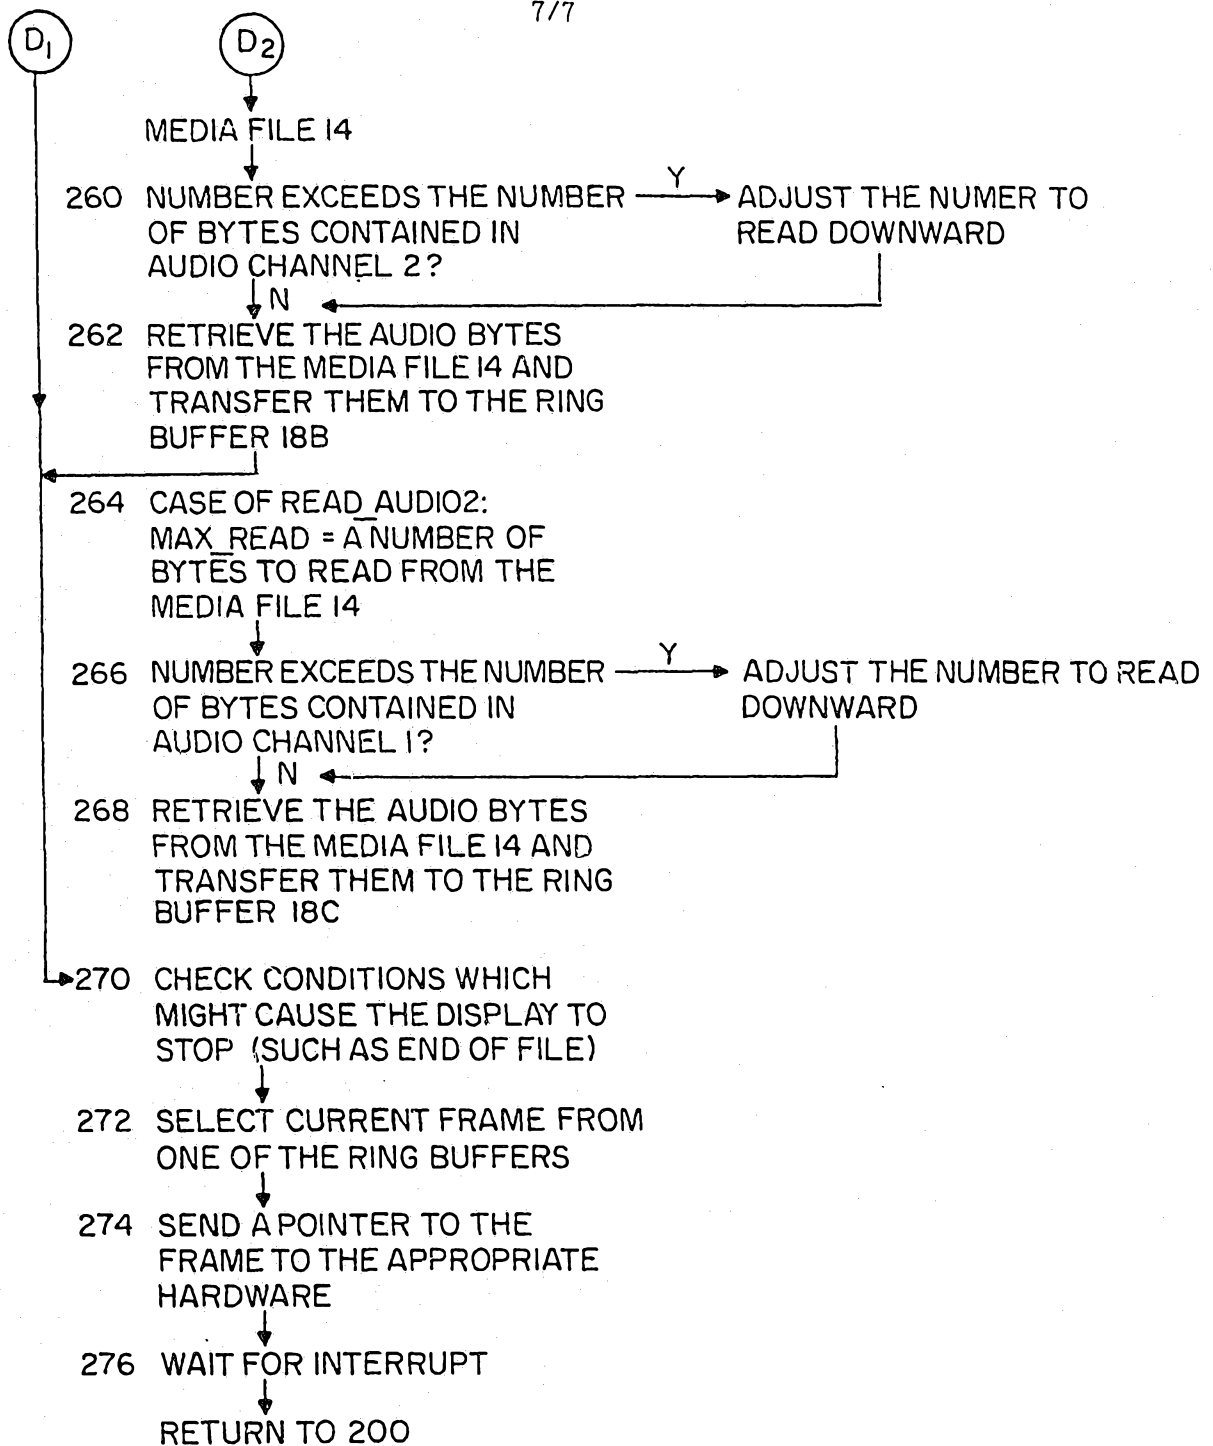 7/7
D1
D2
MEDIA FILE 14
260 NUMBER EXCEEDS THE NUMBER
OF BYTES CONTAINED IN
AUDIO CHANNEL 2?
Y
ADJUST THE NUMER TO
READ DOWNWARD
N
262 RETRIEVE THE AUDIO BYTES
FROM THE MEDIA FILE 14 AND
TRANSFER THEM TO THE RING
BUFFER 18B
264 CASE OF READ_AUDIO2:
MAX_READ = A NUMBER OF
BYTES TO READ FROM THE
MEDIA FILE 14
266 NUMBER EXCEEDS THE NUMBER
OF BYTES CONTAINED IN
AUDIO CHANNEL 1?
Y
ADJUST THE NUMBER TO READ
DOWNWARD
N
268 RETRIEVE THE AUDIO BYTES
FROM THE MEDIA FILE 14 AND
TRANSFER THEM TO THE RING
BUFFER 18C
270 CHECK CONDITIONS WHICH
MIGHT CAUSE THE DISPLAY TO
STOP (SUCH AS END OF FILE)
272 SELECT CURRENT FRAME FROM
ONE OF THE RING BUFFERS
274 SEND A POINTER TO THE
FRAME TO THE APPROPRIATE
HARDWARE
276 WAIT FOR INTERRUPT
RETURN TO 200